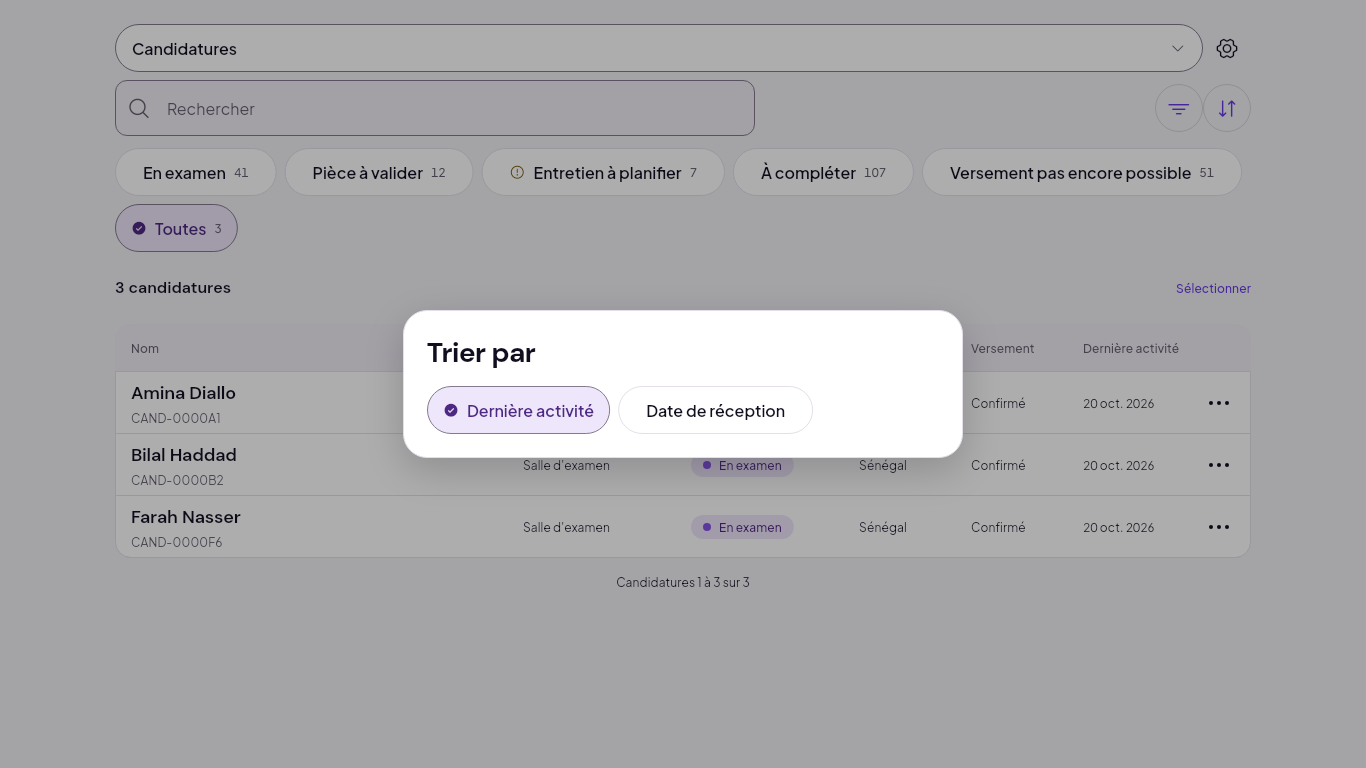 Candidatures
Rechercher
En examen 41
Pièce à valider 12
Entretien à planifier 7
À compléter 107
Versement pas encore possible 51
Toutes 3
3 candidatures
Sélectionner
Trier par
Dernière activité
Date de réception
Nom
Versement
Dernière activité
Amina Diallo
CAND-0000A1
Confirmé
20 oct. 2026
Bilal Haddad
CAND-0000B2
Salle d'examen
En examen
Sénégal
Confirmé
20 oct. 2026
Farah Nasser
CAND-0000F6
Salle d'examen
En examen
Sénégal
Confirmé
20 oct. 2026
Candidatures 1 à 3 sur 3